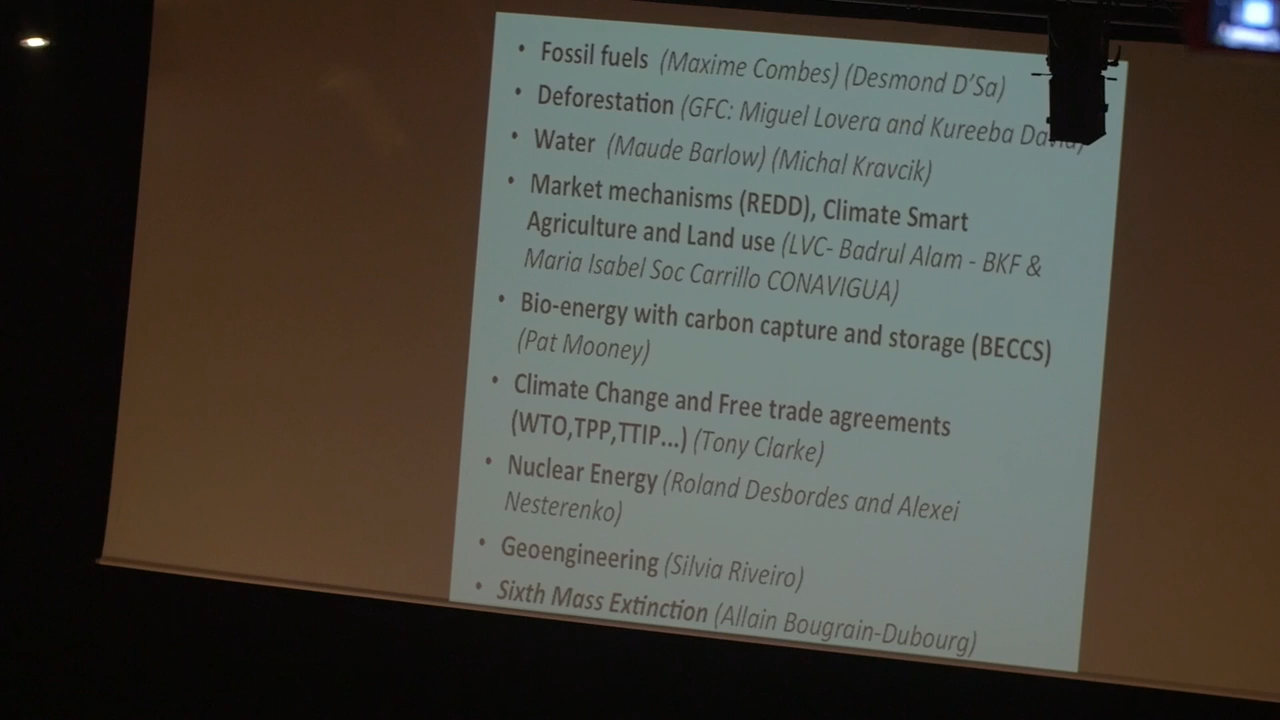 • Fossil fuels (Maxime Combes) (Desmond D'Sa)
• Deforestation (GFC: Miguel Lovera and Kureeba David)
• Water (Maude Barlow) (Michal Kravcik)
• Market mechanisms (REDD), Climate Smart
Agriculture and Land use (LVC- Badrul Alam - BKF &
Maria Isabel Soc Carrillo CONAVIGUA)
• Bio-energy with carbon capture and storage (BECCS)
(Pat Mooney)
• Climate Change and Free trade agreements
(WTO,TPP,TTIP...) (Tony Clarke)
• Nuclear Energy (Roland Desbordes and Alexei
Nesterenko)
• Geoengineering (Silvia Riveiro)
• Sixth Mass Extinction (Allain Bougrain-Dubourg)